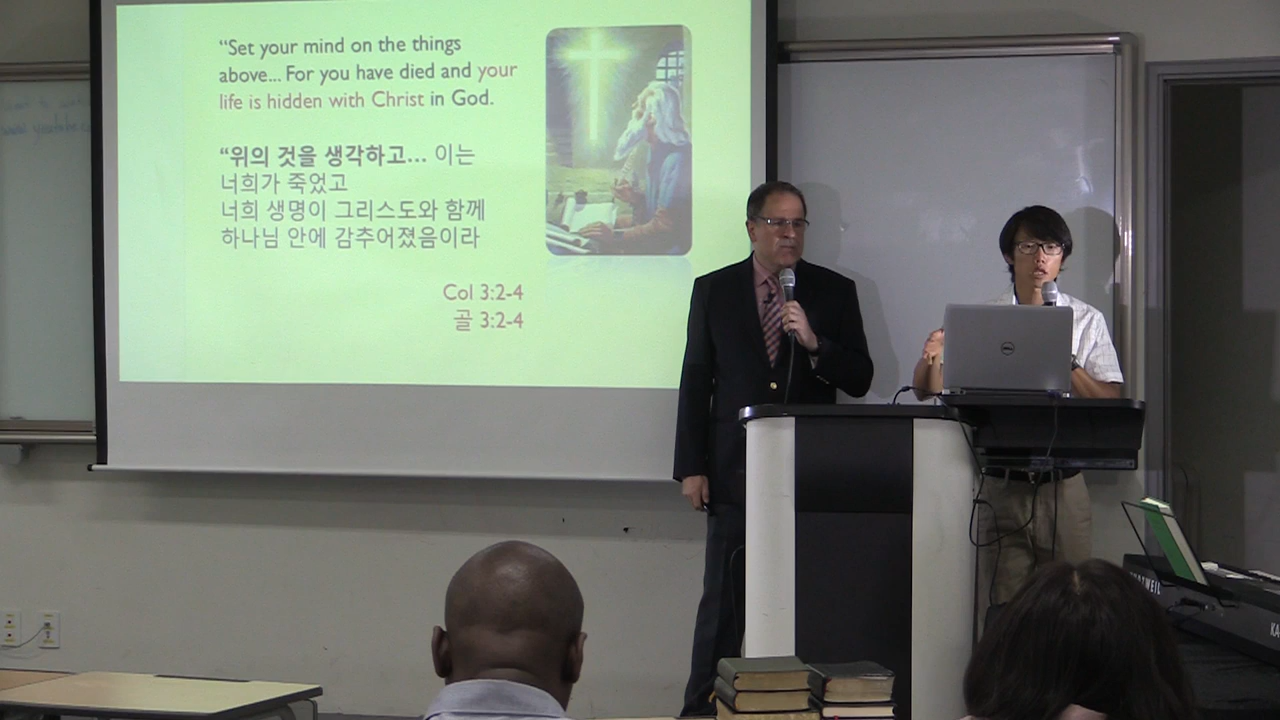 “Set your mind on the things
above... For you have died and your
life is hidden with Christ in God.
“위의 것을 생각하고... 이는
너희가 죽었고
너희 생명이 그리스도와 함께
하나님 안에 감추어졌음이라
Col 3:2-4
골 3:2-4
DELL
KURZWEIL
KA